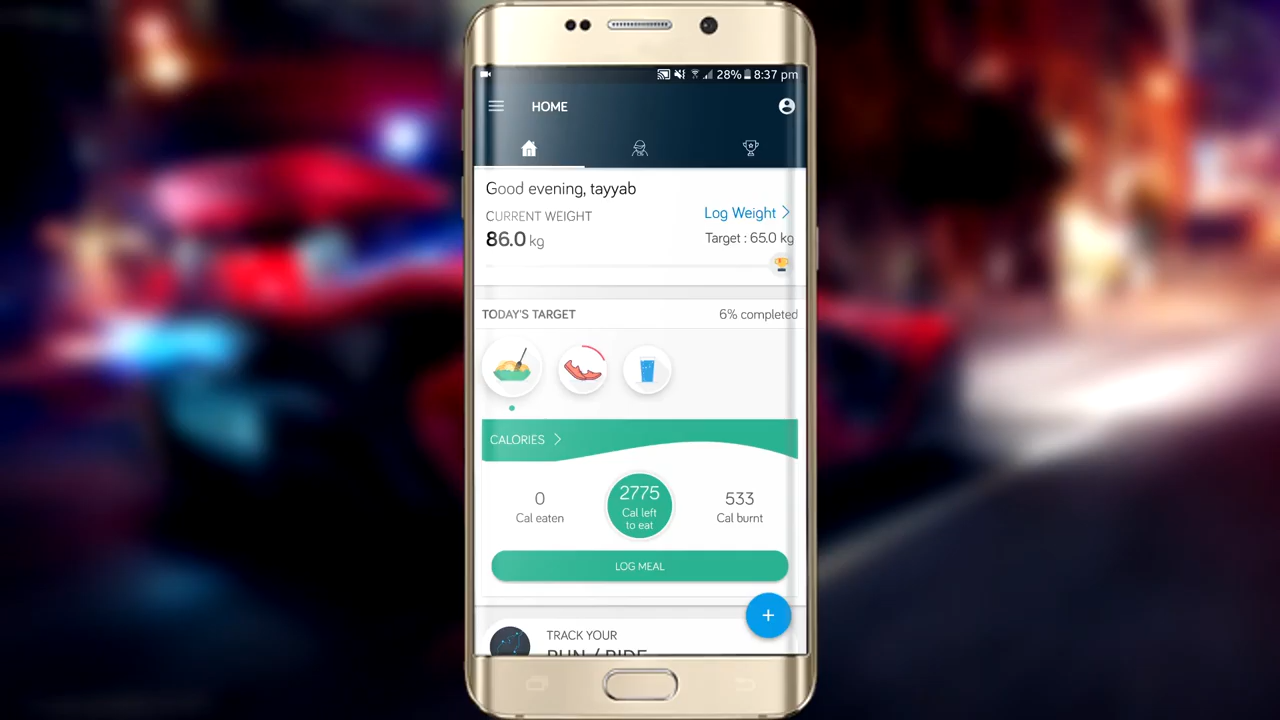 28% 8:37 pm
HOME
Good evening, tayyab
CURRENT WEIGHT
Log Weight >
86.0 kg
Target : 65.0 kg
TODAY'S TARGET
6% completed
CALORIES >
0
Cal eaten
2775
Cal left
to eat
533
Cal burnt
LOG MEAL
+
TRACK YOUR
RUN / RIDE